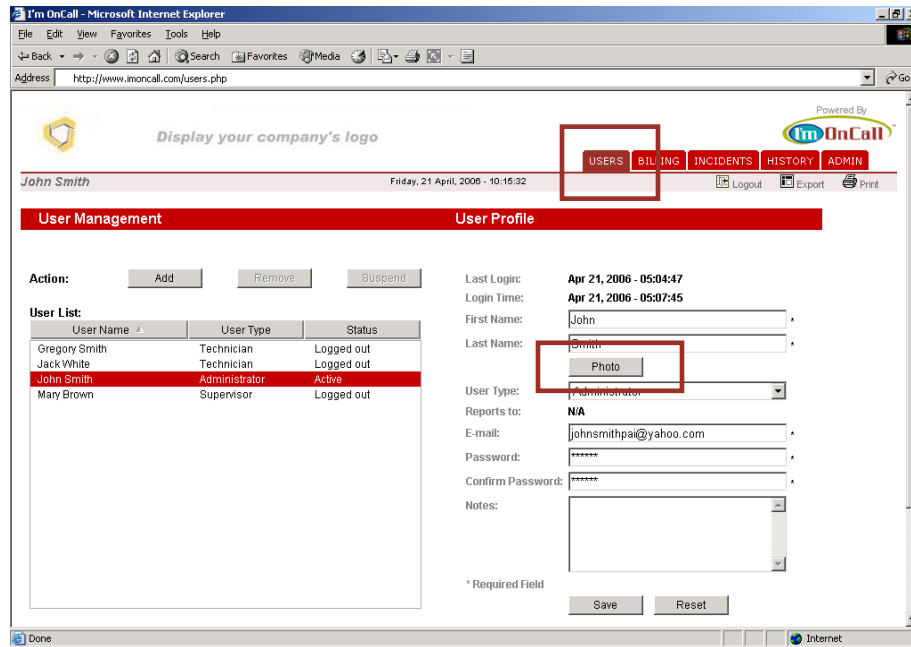 I'm OnCall - Microsoft Internet Explorer
File Edit View Favorites Tools Help
Back Search Favorites Media
Address http://www.imoncall.com/users.php Go
Powered By
I'm OnCall
Display your company's logo
USERS BILLING INCIDENTS HISTORY ADMIN
John Smith Friday, 21 April, 2006 - 10:15:32 Logout Export Print
User Management User Profile
Action: Add Remove Suspend
User List:
User Name User Type Status
Gregory Smith Technician Logged out
Jack White Technician Logged out
John Smith Administrator Active
Mary Brown Supervisor Logged out
Last Login: Apr 21, 2006 - 05:04:47
Login Time: Apr 21, 2006 - 05:07:45
First Name: John *
Last Name: Smith *
Photo
User Type: Administrator
Reports to: N/A
E-mail: johnsmithpai@yahoo.com *
Password: ****** *
Confirm Password: ****** *
Notes:
* Required Field
Save Reset
Done Internet